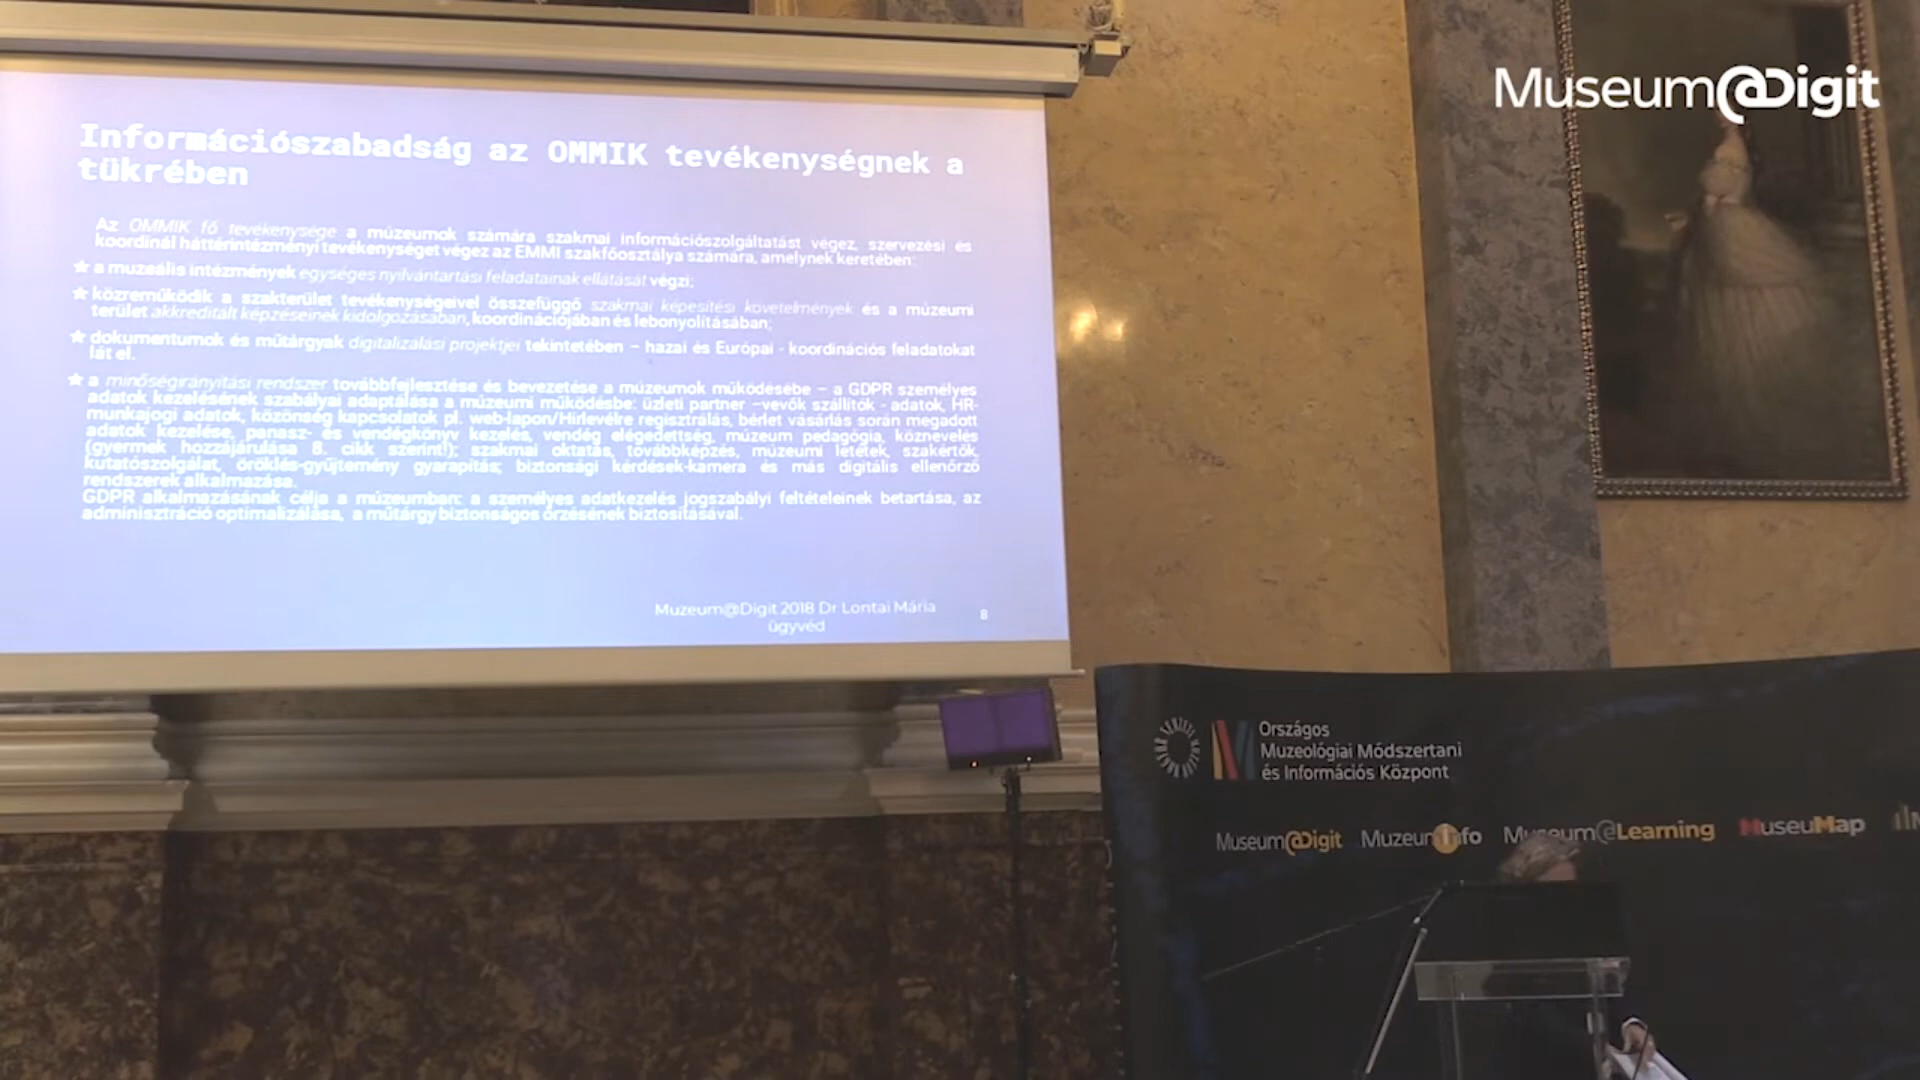 Museum@Digit
Információszabadság az OMMIK tevékenységnek a
tükrében
Az OMMIK fő tevékenysége a múzeumok számára szakmai információszolgáltatást végez, szervezési és
koordinál háttérintézményi tevékenységet végez az EMMI szakfőosztálya számára, amelynek keretében:
a muzeális intézmények egységes nyilvántartási feladatainak ellátását végzi;
közreműködik a szakterület tevékenységeivel összefüggő szakmai képesítési követelmények és a múzeumi
terület akkreditált képzéseinek kidolgozásában, koordinációjában és lebonyolításában;
dokumentumok és műtárgyak digitalizálási projektjei tekintetében – hazai és Európai - koordinációs feladatokat
lát el.
a minőségirányítási rendszer továbbfejlesztése és bevezetése a múzeumok működésébe – a GDPR személyes
adatok kezelésének szabályai adaptálása a múzeumi működésbe: üzleti partner –vevők szállítók - adatok, HR-
munkajogi adatok, közönség kapcsolatok pl. web-lapon/Hírlevélre regisztrálás, bérlet vásárlás során megadott
adatok kezelése, panasz- és vendégkönyv kezelés, vendég elégedettség, múzeum pedagógia, köznevelés
(gyermek hozzájárulása 8. cikk szerint!); szakmai oktatás, továbbképzés, múzeumi letétek, szakértők,
kutatószolgálat, öröklés-gyűjtemény gyarapítás; biztonsági kérdések-kamera és más digitális ellenőrző
rendszerek alkalmazása.
GDPR alkalmazásának célja a múzeumban: a személyes adatkezelés jogszabályi feltételeinek betartása, az
adminisztráció optimalizálása, a műtárgy biztonságos őrzésének biztosításával.
Muzeum@Digit 2018 Dr Lontai Mária
ügyvéd
8
Országos
Muzeológiai Módszertani
és Információs Központ
Museum@Digit MuzeumInfo Museum@Learning MuseuMap